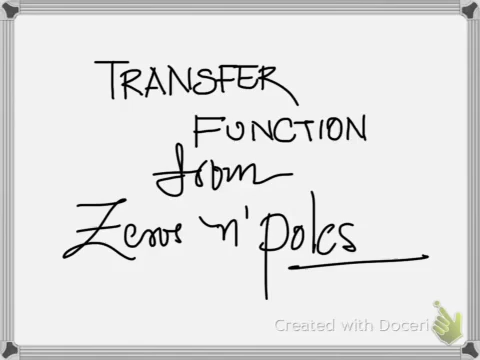 TRANSFER
FUNCTION
from
Zeros 'n' poles
Created with Doceri